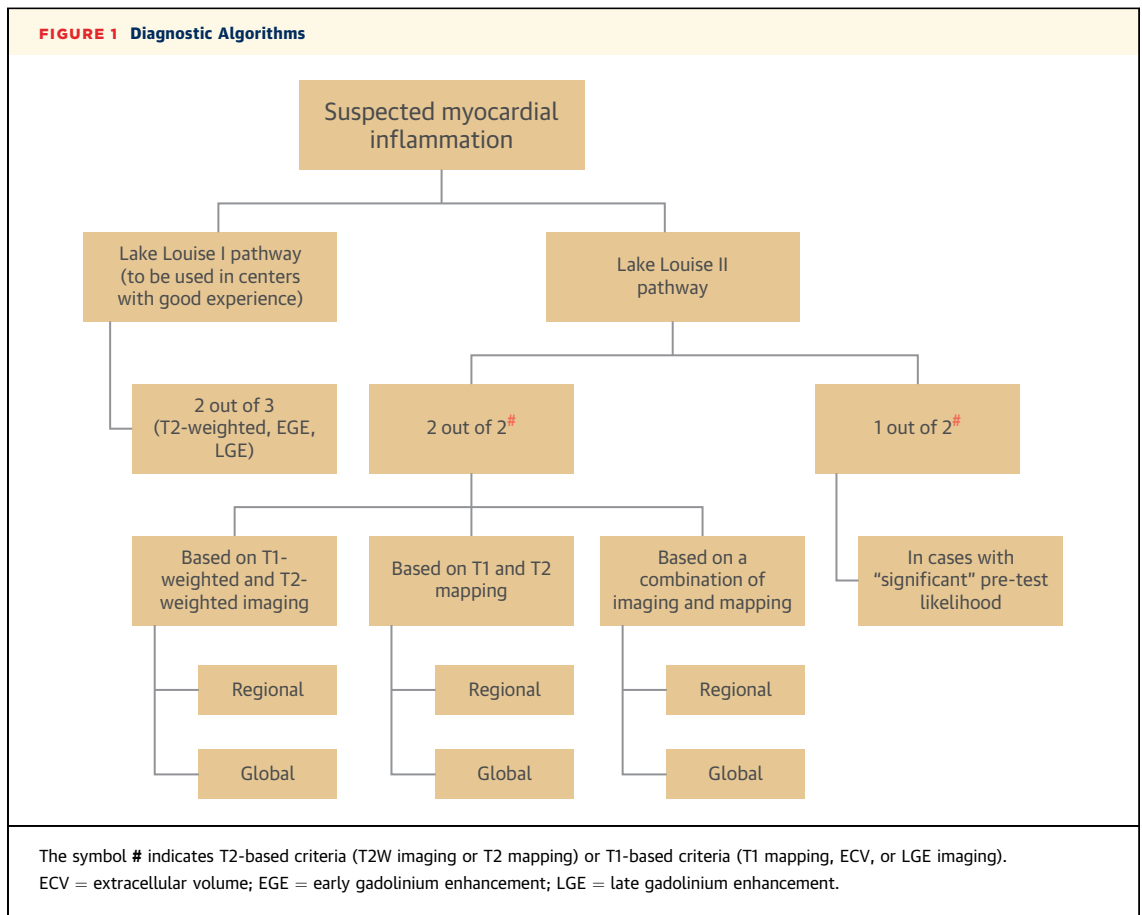 FIGURE 1 Diagnostic Algorithms
Suspected myocardial
inflammation
Lake Louise I pathway
(to be used in centers
with good experience)
Lake Louise II
pathway
2 out of 3
(T2-weighted, EGE,
LGE)
2 out of 2#
1 out of 2#
Based on T1-
weighted and T2-
weighted imaging
Based on T1 and T2
mapping
Based on a
combination of
imaging and mapping
In cases with
“significant” pre-test
likelihood
Regional
Regional
Regional
Global
Global
Global
The symbol # indicates T2-based criteria (T2W imaging or T2 mapping) or T1-based criteria (T1 mapping, ECV, or LGE imaging).
ECV = extracellular volume; EGE = early gadolinium enhancement; LGE = late gadolinium enhancement.